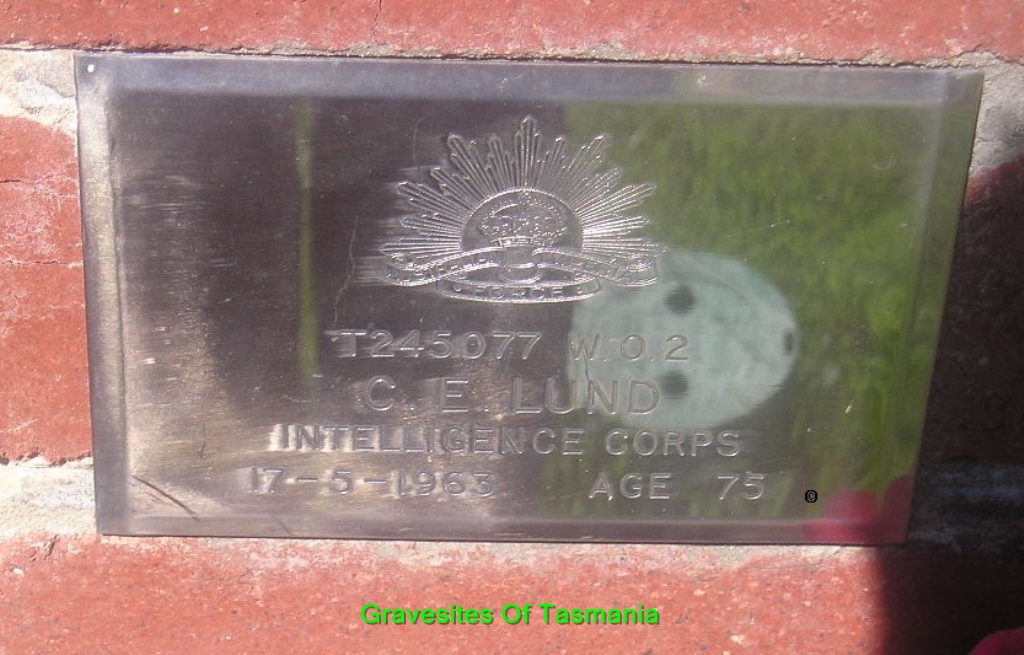 T245077 W.O.2
C. E. LUND
INTELLIGENCE CORPS
17-5-1963 AGE 75
©
Gravesites Of Tasmania